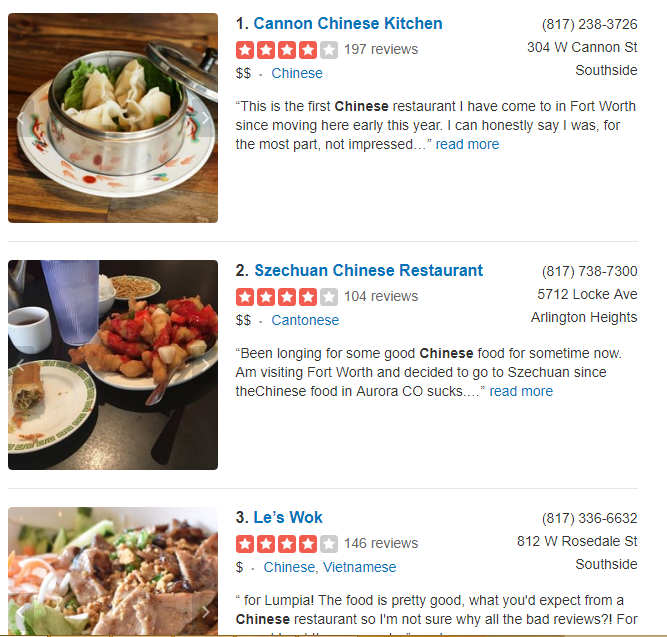 1. Cannon Chinese Kitchen
(817) 238-3726
197 reviews
304 W Cannon St
$$ · Chinese
Southside
“This is the first Chinese restaurant I have come to in Fort Worth
since moving here early this year. I can honestly say I was, for
the most part, not impressed…” read more
2. Szechuan Chinese Restaurant
(817) 738-7300
104 reviews
5712 Locke Ave
$$ · Cantonese
Arlington Heights
“Been longing for some good Chinese food for sometime now.
Am visiting Fort Worth and decided to go to Szechuan since
theChinese food in Aurora CO sucks.…” read more
3. Le’s Wok
(817) 336-6632
146 reviews
812 W Rosedale St
$ · Chinese, Vietnamese
Southside
“ for Lumpia! The food is pretty good, what you'd expect from a
Chinese restaurant so I'm not sure why all the bad reviews?! For